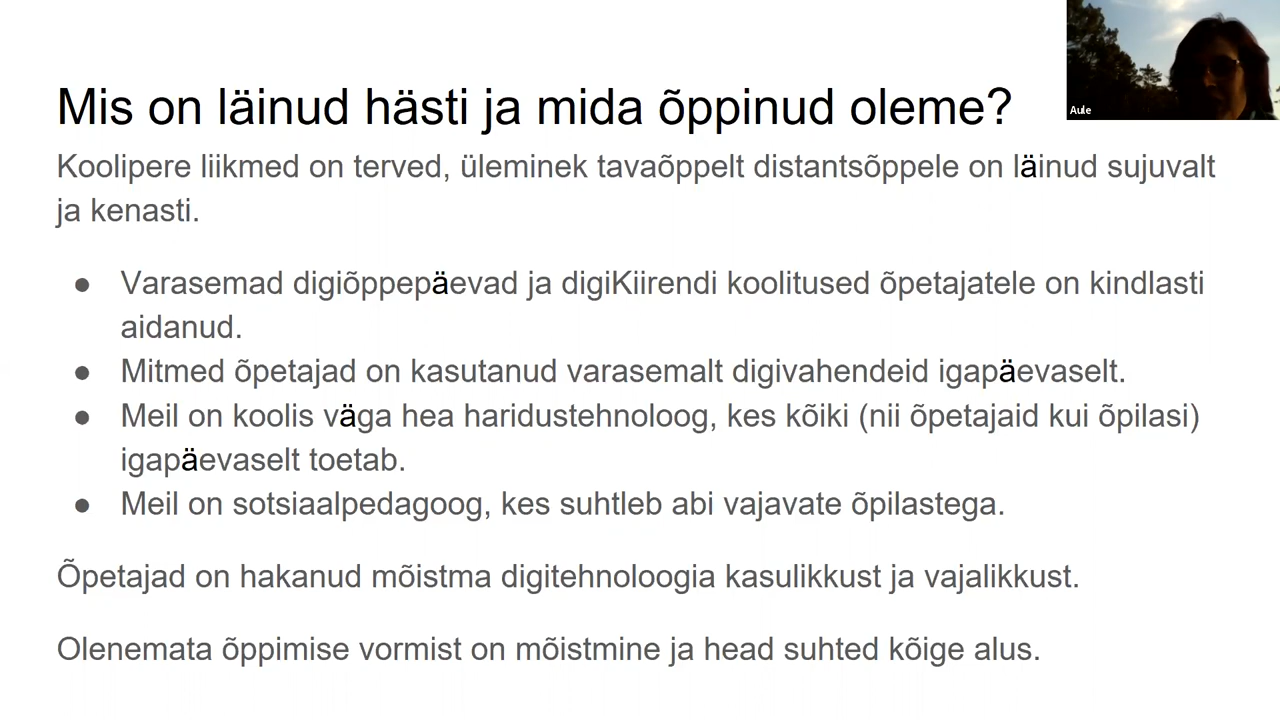 Mis on läinud hästi ja mida õppinud oleme?
Aule
Koolipere liikmed on terved, üleminek tavaõppelt distantsõppele on läinud sujuvalt
ja kenasti.
● Varasemad digiõppepäevad ja digiKiirendi koolitused õpetajatele on kindlasti
aidanud.
● Mitmed õpetajad on kasutanud varasemalt digivahendeid igapäevaselt.
● Meil on koolis väga hea haridustehnoloog, kes kõiki (nii õpetajaid kui õpilasi)
igapäevaselt toetab.
● Meil on sotsiaalpedagoog, kes suhtleb abi vajavate õpilastega.
Õpetajad on hakanud mõistma digitehnoloogia kasulikkust ja vajalikkust.
Olenemata õppimise vormist on mõistmine ja head suhted kõige alus.